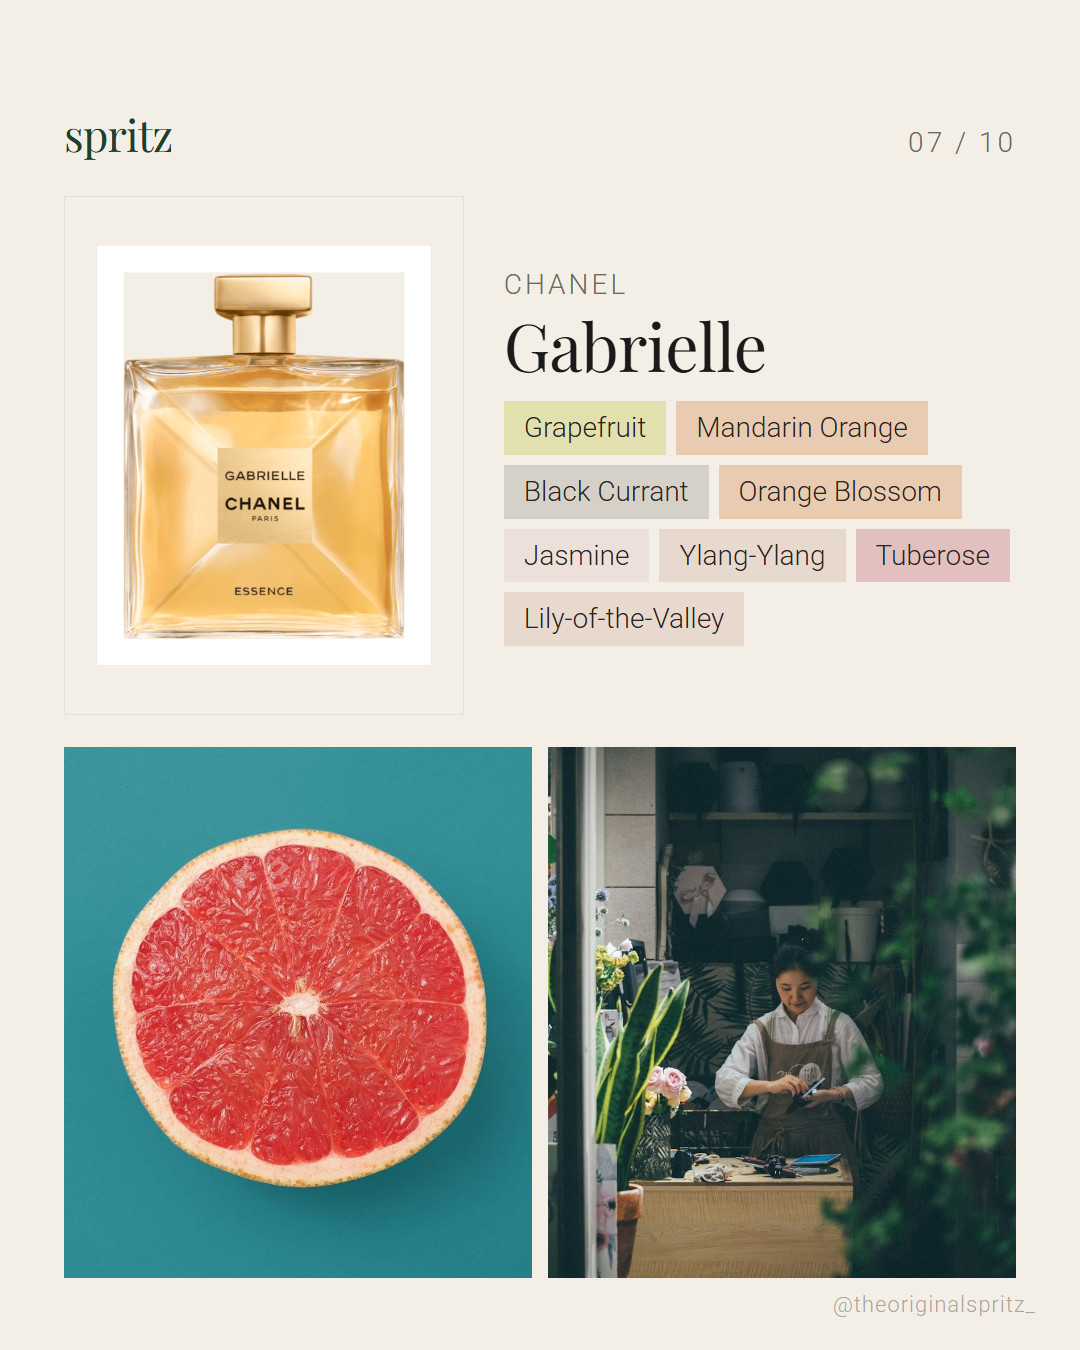 spritz
07 / 10
GABRIELLE
CHANEL
PARIS
ESSENCE
CHANEL
Gabrielle
Grapefruit
Mandarin Orange
Black Currant
Orange Blossom
Jasmine
Ylang-Ylang
Tuberose
Lily-of-the-Valley
@theoriginalspritz_